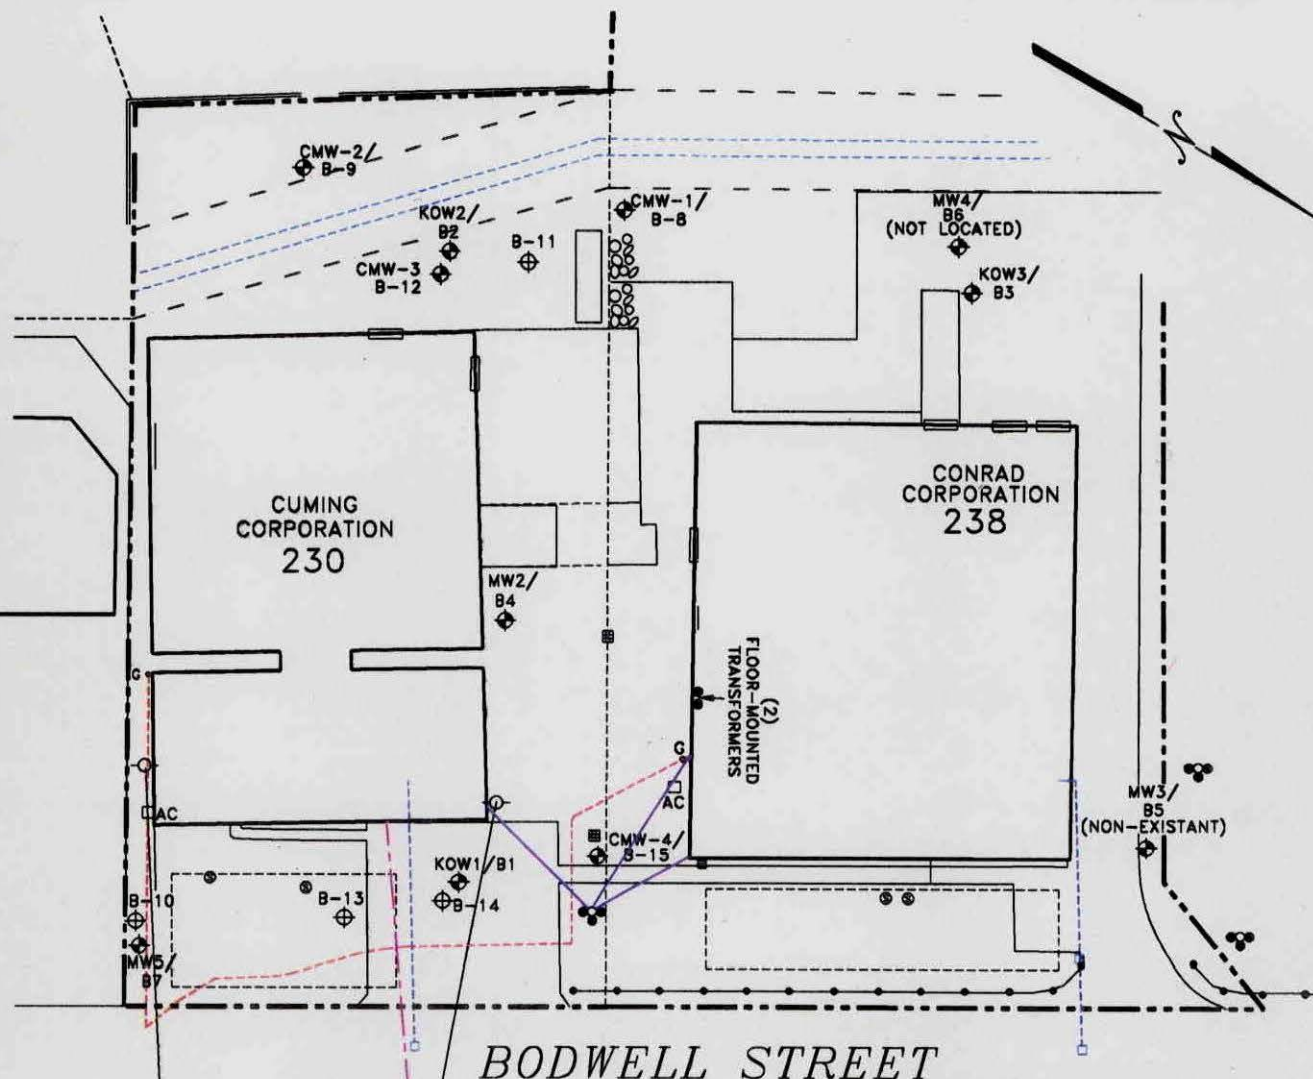 N
CMW-2/
B-9
KOW2/
B2
CMW-3
B-12
B-11
CMW-1/
B-8
MW4/
B6
(NOT LOCATED)
KOW3/
B3
CUMING
CORPORATION
230
CONRAD
CORPORATION
238
MW2/
B4
(2)
FLOOR-MOUNTED
TRANSFORMERS
G
G
AC
AC
MW3/
B5
(NON-EXISTANT)
CMW-4/
B-15
KOW1/B1
B-14
B-10
B-13
S
S
S
S
MW5/
B7
BODWELL STREET